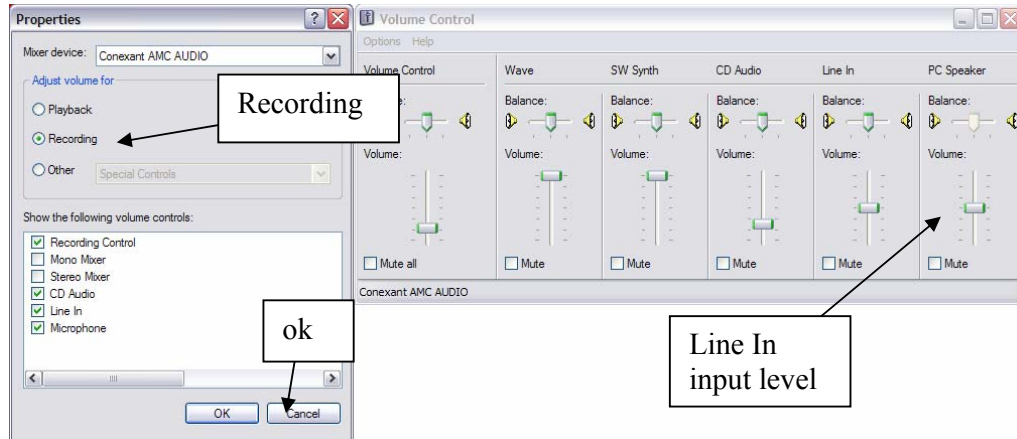 Properties
Mixer device: Conexant AMC AUDIO
Adjust volume for
Playback
Recording
Other Special Controls
Show the following volume controls:
Recording Control
Mono Mixer
Stereo Mixer
CD Audio
Line In
Microphone
OK Cancel
Recording
ok
Volume Control
Options Help
Volume Control Wave SW Synth CD Audio Line In PC Speaker
Balance: Balance: Balance: Balance: Balance:
Volume: Volume: Volume: Volume: Volume: Volume:
Mute all Mute Mute Mute Mute Mute
Conexant AMC AUDIO
Line In
input level